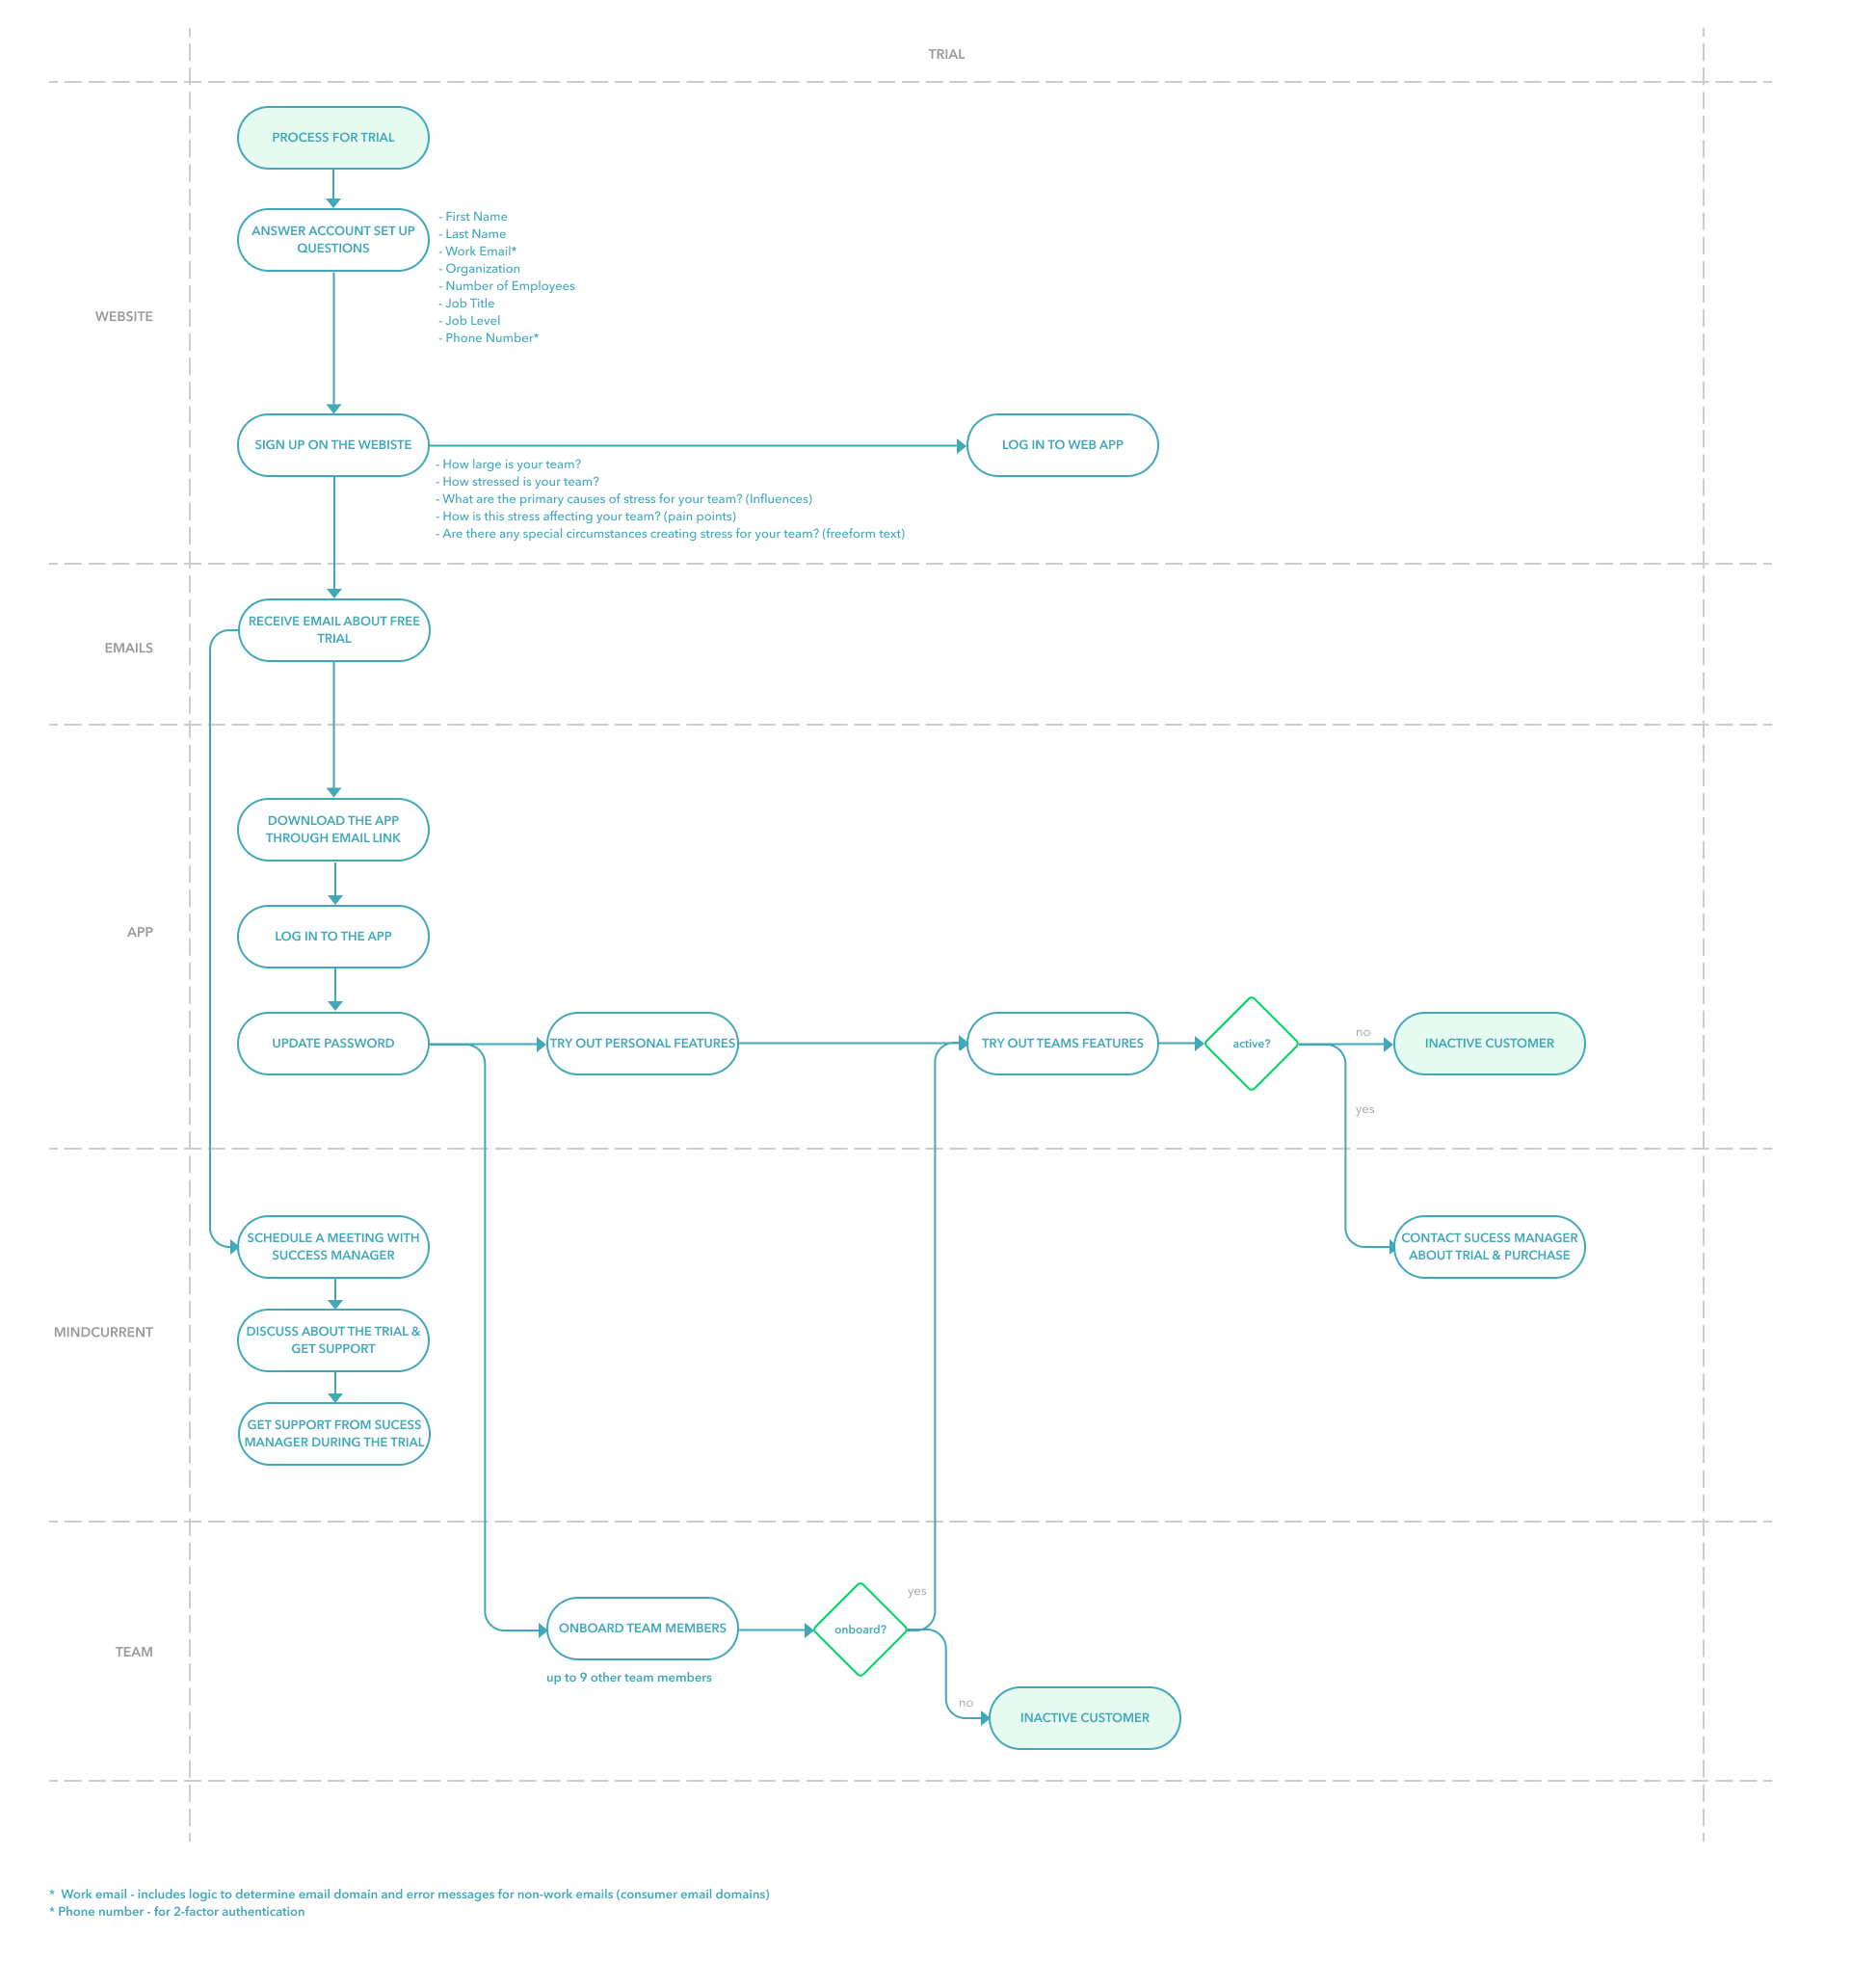 TRIAL
PROCESS FOR TRIAL
ANSWER ACCOUNT SET UP
QUESTIONS
- First Name
- Last Name
- Work Email*
- Organization
- Number of Employees
- Job Title
- Job Level
- Phone Number*
WEBSITE
SIGN UP ON THE WEBISTE
LOG IN TO WEB APP
- How large is your team?
- How stressed is your team?
- What are the primary causes of stress for your team? (Influences)
- How is this stress affecting your team? (pain points)
- Are there any special circumstances creating stress for your team? (freeform text)
EMAILS
RECEIVE EMAIL ABOUT FREE
TRIAL
APP
DOWNLOAD THE APP
THROUGH EMAIL LINK
LOG IN TO THE APP
UPDATE PASSWORD
TRY OUT PERSONAL FEATURES
TRY OUT TEAMS FEATURES
active?
no
INACTIVE CUSTOMER
yes
MINDCURRENT
SCHEDULE A MEETING WITH
SUCCESS MANAGER
CONTACT SUCESS MANAGER
ABOUT TRIAL & PURCHASE
DISCUSS ABOUT THE TRIAL &
GET SUPPORT
GET SUPPORT FROM SUCESS
MANAGER DURING THE TRIAL
TEAM
ONBOARD TEAM MEMBERS
up to 9 other team members
onboard?
yes
no
INACTIVE CUSTOMER
* Work email - includes logic to determine email domain and error messages for non-work emails (consumer email domains)
* Phone number - for 2-factor authentication